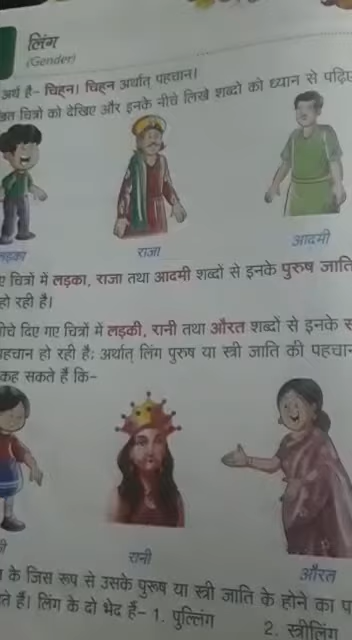 लिंग
(Gender)
अर्थ है- चिह्न। चिह्न अर्थात् पहचान।
चित्रों को देखिए और इनके नीचे लिखे शब्दों को ध्यान से पढ़िए
लड़का
राजा
आदमी
चित्रों में लड़का, राजा तथा आदमी शब्दों से इनके पुरुष जाति
हो रही है।
दिए गए चित्रों में लड़की, रानी तथा औरत शब्दों से इनके
पहचान हो रही है; अर्थात् लिंग पुरुष या स्त्री जाति की पहचान
कह सकते हैं कि-
रानी
औरत
के जिस रूप से उसके पुरुष या स्त्री जाति के होने का
हैं। लिंग के दो भेद हैं- 1. पुल्लिंग 2. स्त्रीलिंग